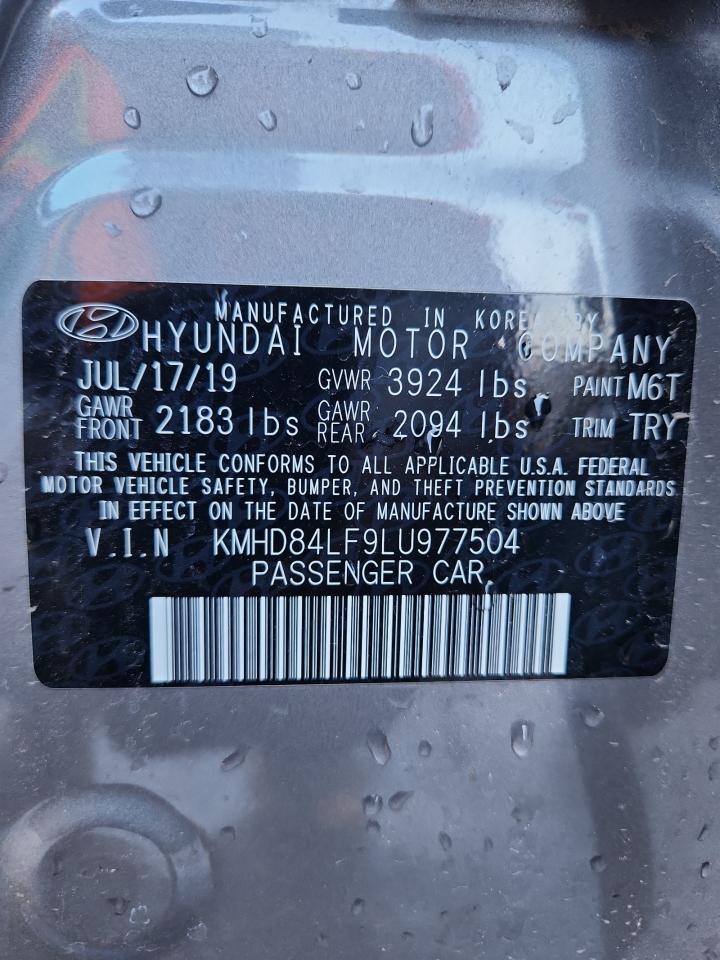 MANUFACTURED IN KOREA BY
HYUNDAI MOTOR COMPANY
JUL/17/19 GVWR 3924 lbs PAINT M6T
GAWR FRONT 2183 lbs GAWR REAR 2094 lbs TRIM TRY
THIS VEHICLE CONFORMS TO ALL APPLICABLE U.S.A. FEDERAL
MOTOR VEHICLE SAFETY, BUMPER, AND THEFT PREVENTION STANDARDS
IN EFFECT ON THE DATE OF MANUFACTURE SHOWN ABOVE
V.I.N KMHD84LF9LU977504
PASSENGER CAR